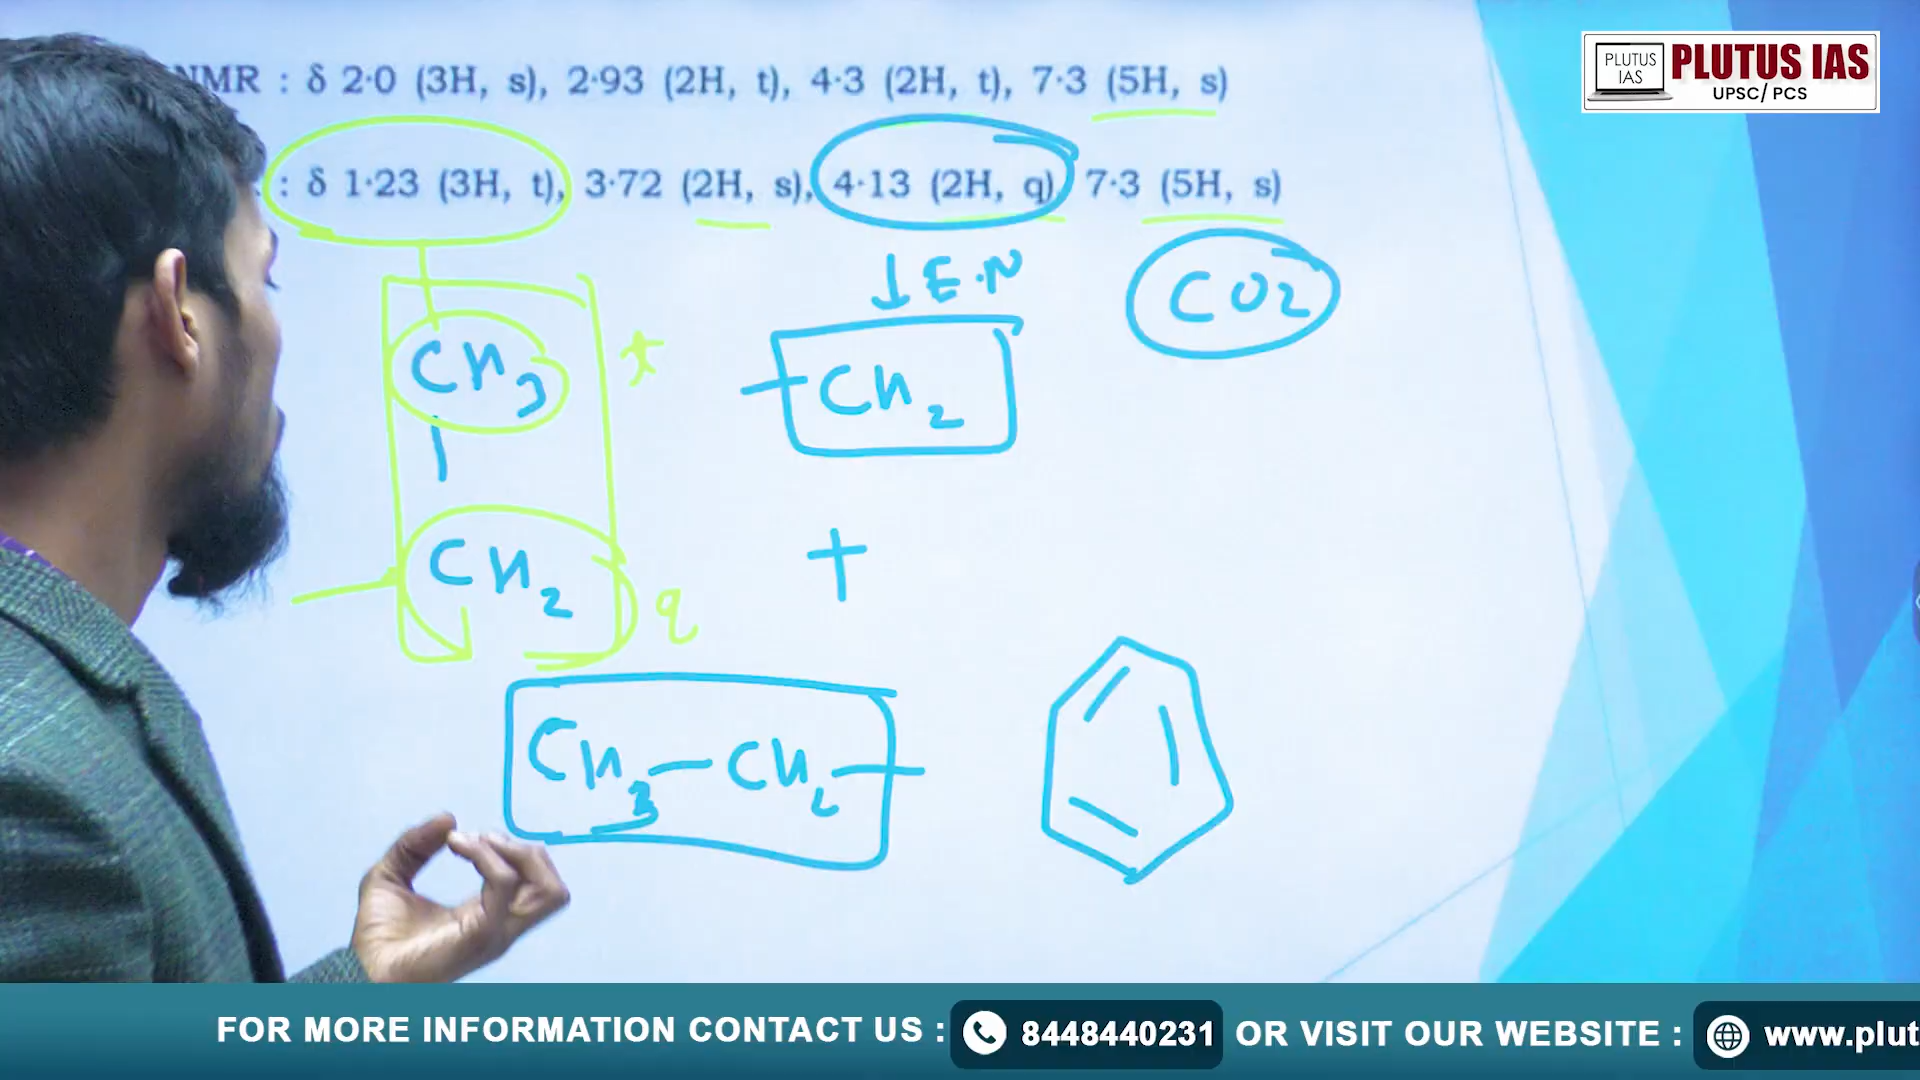 NMR : δ 2·0 (3H, s), 2·93 (2H, t), 4·3 (2H, t), 7·3 (5H, s)
: δ 1·23 (3H, t), 3·72 (2H, s), 4·13 (2H, q), 7·3 (5H, s)
PLUTUS IAS
PLUTUS IAS
UPSC/ PCS
↓ E.N
CO2
CH3
t
CH2
+
CH2
q
CH3—CH2—
FOR MORE INFORMATION CONTACT US : 8448440231 OR VISIT OUR WEBSITE : www.plut